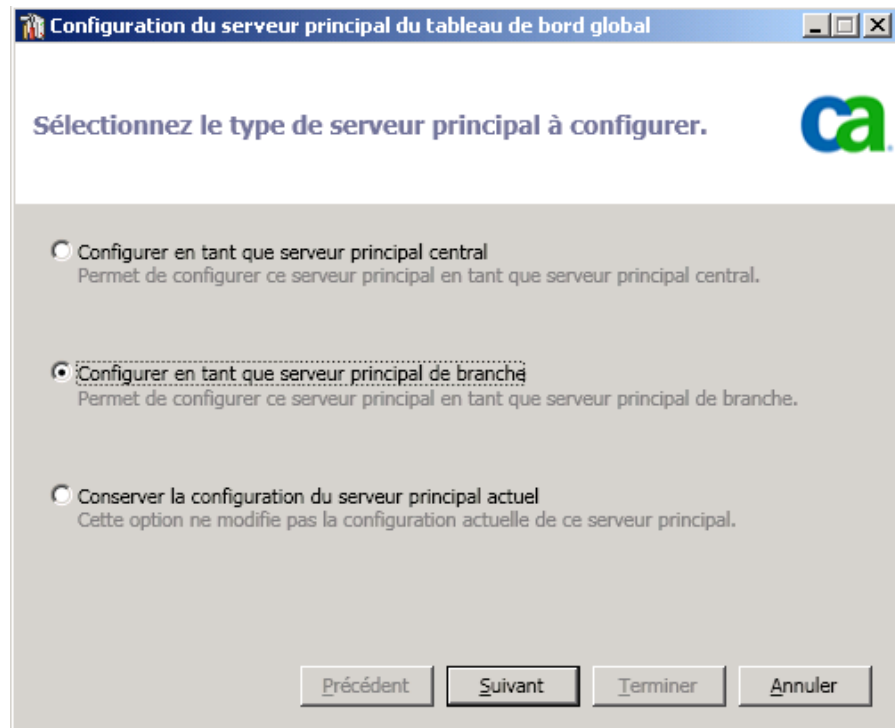 Configuration du serveur principal du tableau de bord global
Sélectionnez le type de serveur principal à configurer.
ca
Configurer en tant que serveur principal central
Permet de configurer ce serveur principal en tant que serveur principal central.
Configurer en tant que serveur principal de branche
Permet de configurer ce serveur principal en tant que serveur principal de branche.
Conserver la configuration du serveur principal actuel
Cette option ne modifie pas la configuration actuelle de ce serveur principal.
Précédent Suivant Terminer Annuler